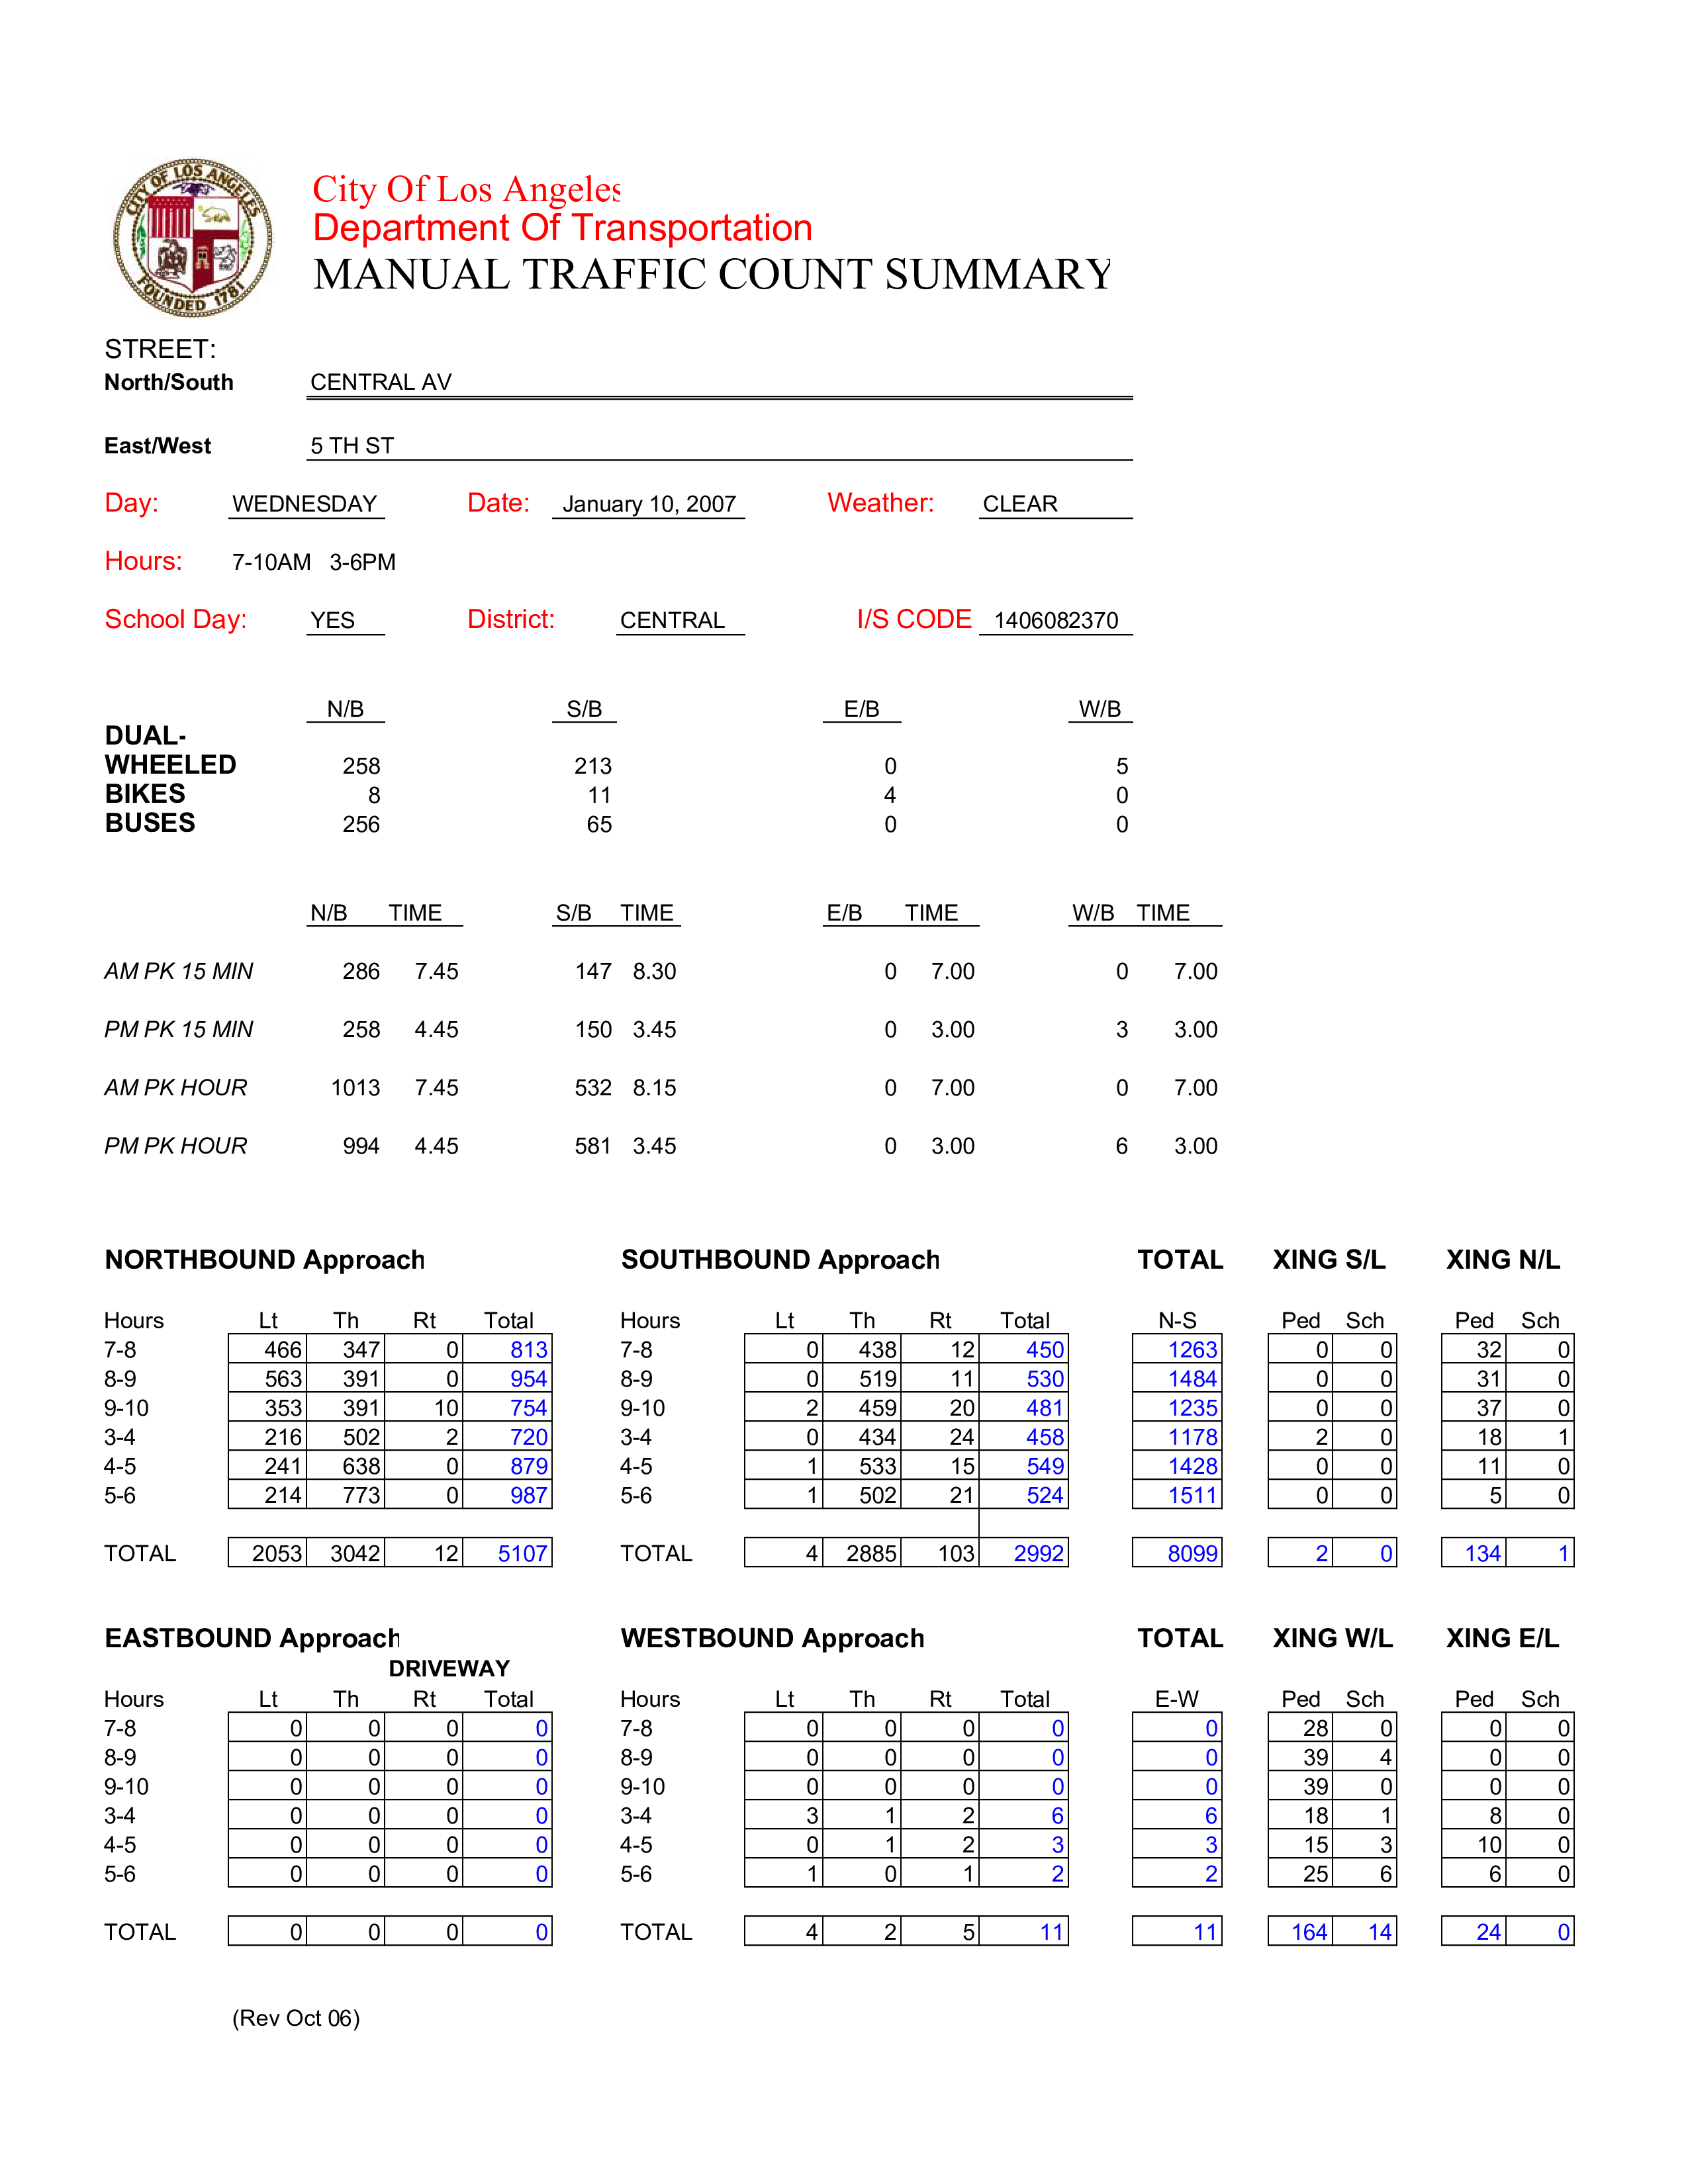 CITY OF LOS ANGELES
FOUNDED 1781
City Of Los Angeles
Department Of Transportation
MANUAL TRAFFIC COUNT SUMMARY
STREET:
North/South CENTRAL AV
East/West 5 TH ST
Day: WEDNESDAY Date: January 10, 2007 Weather: CLEAR
Hours: 7-10AM 3-6PM
School Day: YES District: CENTRAL I/S CODE 1406082370
N/B S/B E/B W/B
DUAL-
WHEELED 258 213 0 5
BIKES 8 11 4 0
BUSES 256 65 0 0
N/B TIME S/B TIME E/B TIME W/B TIME
AM PK 15 MIN 286 7.45 147 8.30 0 7.00 0 7.00
PM PK 15 MIN 258 4.45 150 3.45 0 3.00 3 3.00
AM PK HOUR 1013 7.45 532 8.15 0 7.00 0 7.00
PM PK HOUR 994 4.45 581 3.45 0 3.00 6 3.00
NORTHBOUND Approach SOUTHBOUND Approach TOTAL XING S/L XING N/L
Hours Lt Th Rt Total Hours Lt Th Rt Total N-S Ped Sch Ped Sch
7-8 466 347 0 813 7-8 0 438 12 450 1263 0 0 32 0
8-9 563 391 0 954 8-9 0 519 11 530 1484 0 0 31 0
9-10 353 391 10 754 9-10 2 459 20 481 1235 0 0 37 0
3-4 216 502 2 720 3-4 0 434 24 458 1178 2 0 18 1
4-5 241 638 0 879 4-5 1 533 15 549 1428 0 0 11 0
5-6 214 773 0 987 5-6 1 502 21 524 1511 0 0 5 0
TOTAL 2053 3042 12 5107 TOTAL 4 2885 103 2992 8099 2 0 134 1
EASTBOUND Approach WESTBOUND Approach TOTAL XING W/L XING E/L
DRIVEWAY
Hours Lt Th Rt Total Hours Lt Th Rt Total E-W Ped Sch Ped Sch
7-8 0 0 0 0 7-8 0 0 0 0 0 28 0 0 0
8-9 0 0 0 0 8-9 0 0 0 0 0 39 4 0 0
9-10 0 0 0 0 9-10 0 0 0 0 0 39 0 0 0
3-4 0 0 0 0 3-4 3 1 2 6 6 18 1 8 0
4-5 0 0 0 0 4-5 0 1 2 3 3 15 3 10 0
5-6 0 0 0 0 5-6 1 0 1 2 2 25 6 6 0
TOTAL 0 0 0 0 TOTAL 4 2 5 11 11 164 14 24 0
(Rev Oct 06)